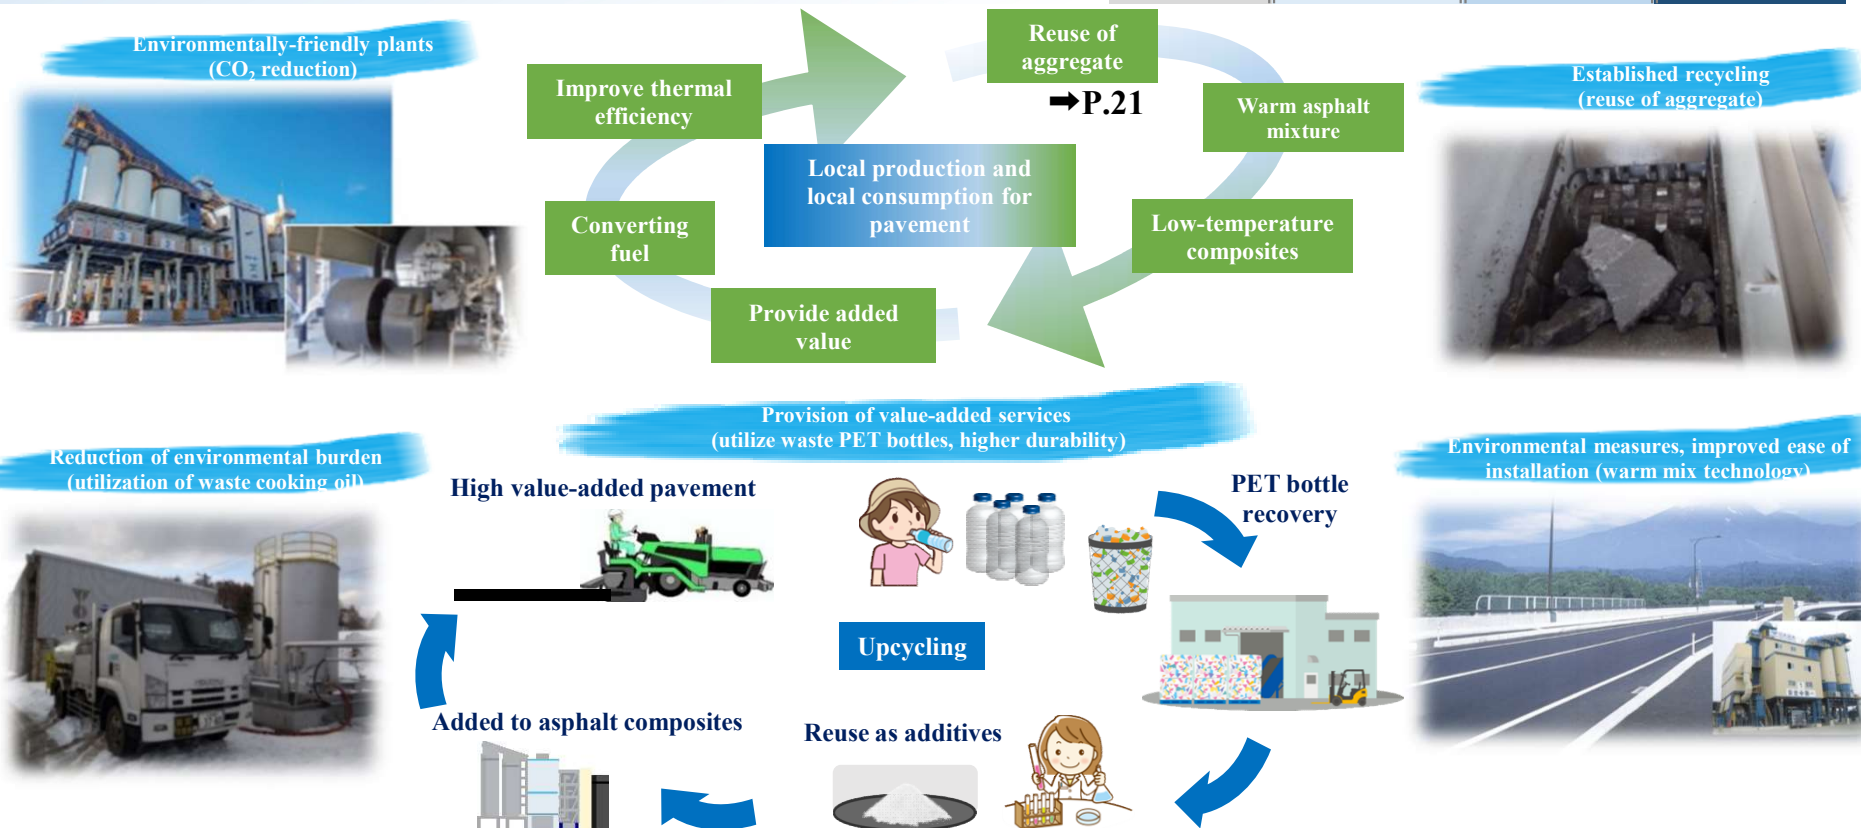 Environmentally-friendly plants
(CO₂ reduction)
Improve thermal
efficiency
Reuse of
aggregate
➡P.21
Warm asphalt
mixture
Established recycling
(reuse of aggregate)
Local production and
local consumption for
pavement
Converting
fuel
Low-temperature
composites
Provide added
value
Provision of value-added services
(utilize waste PET bottles, higher durability)
Reduction of environmental burden
(utilization of waste cooking oil)
Environmental measures, improved ease of
installation (warm mix technology)
High value-added pavement
PET bottle
recovery
Upcycling
Added to asphalt composites
Reuse as additives